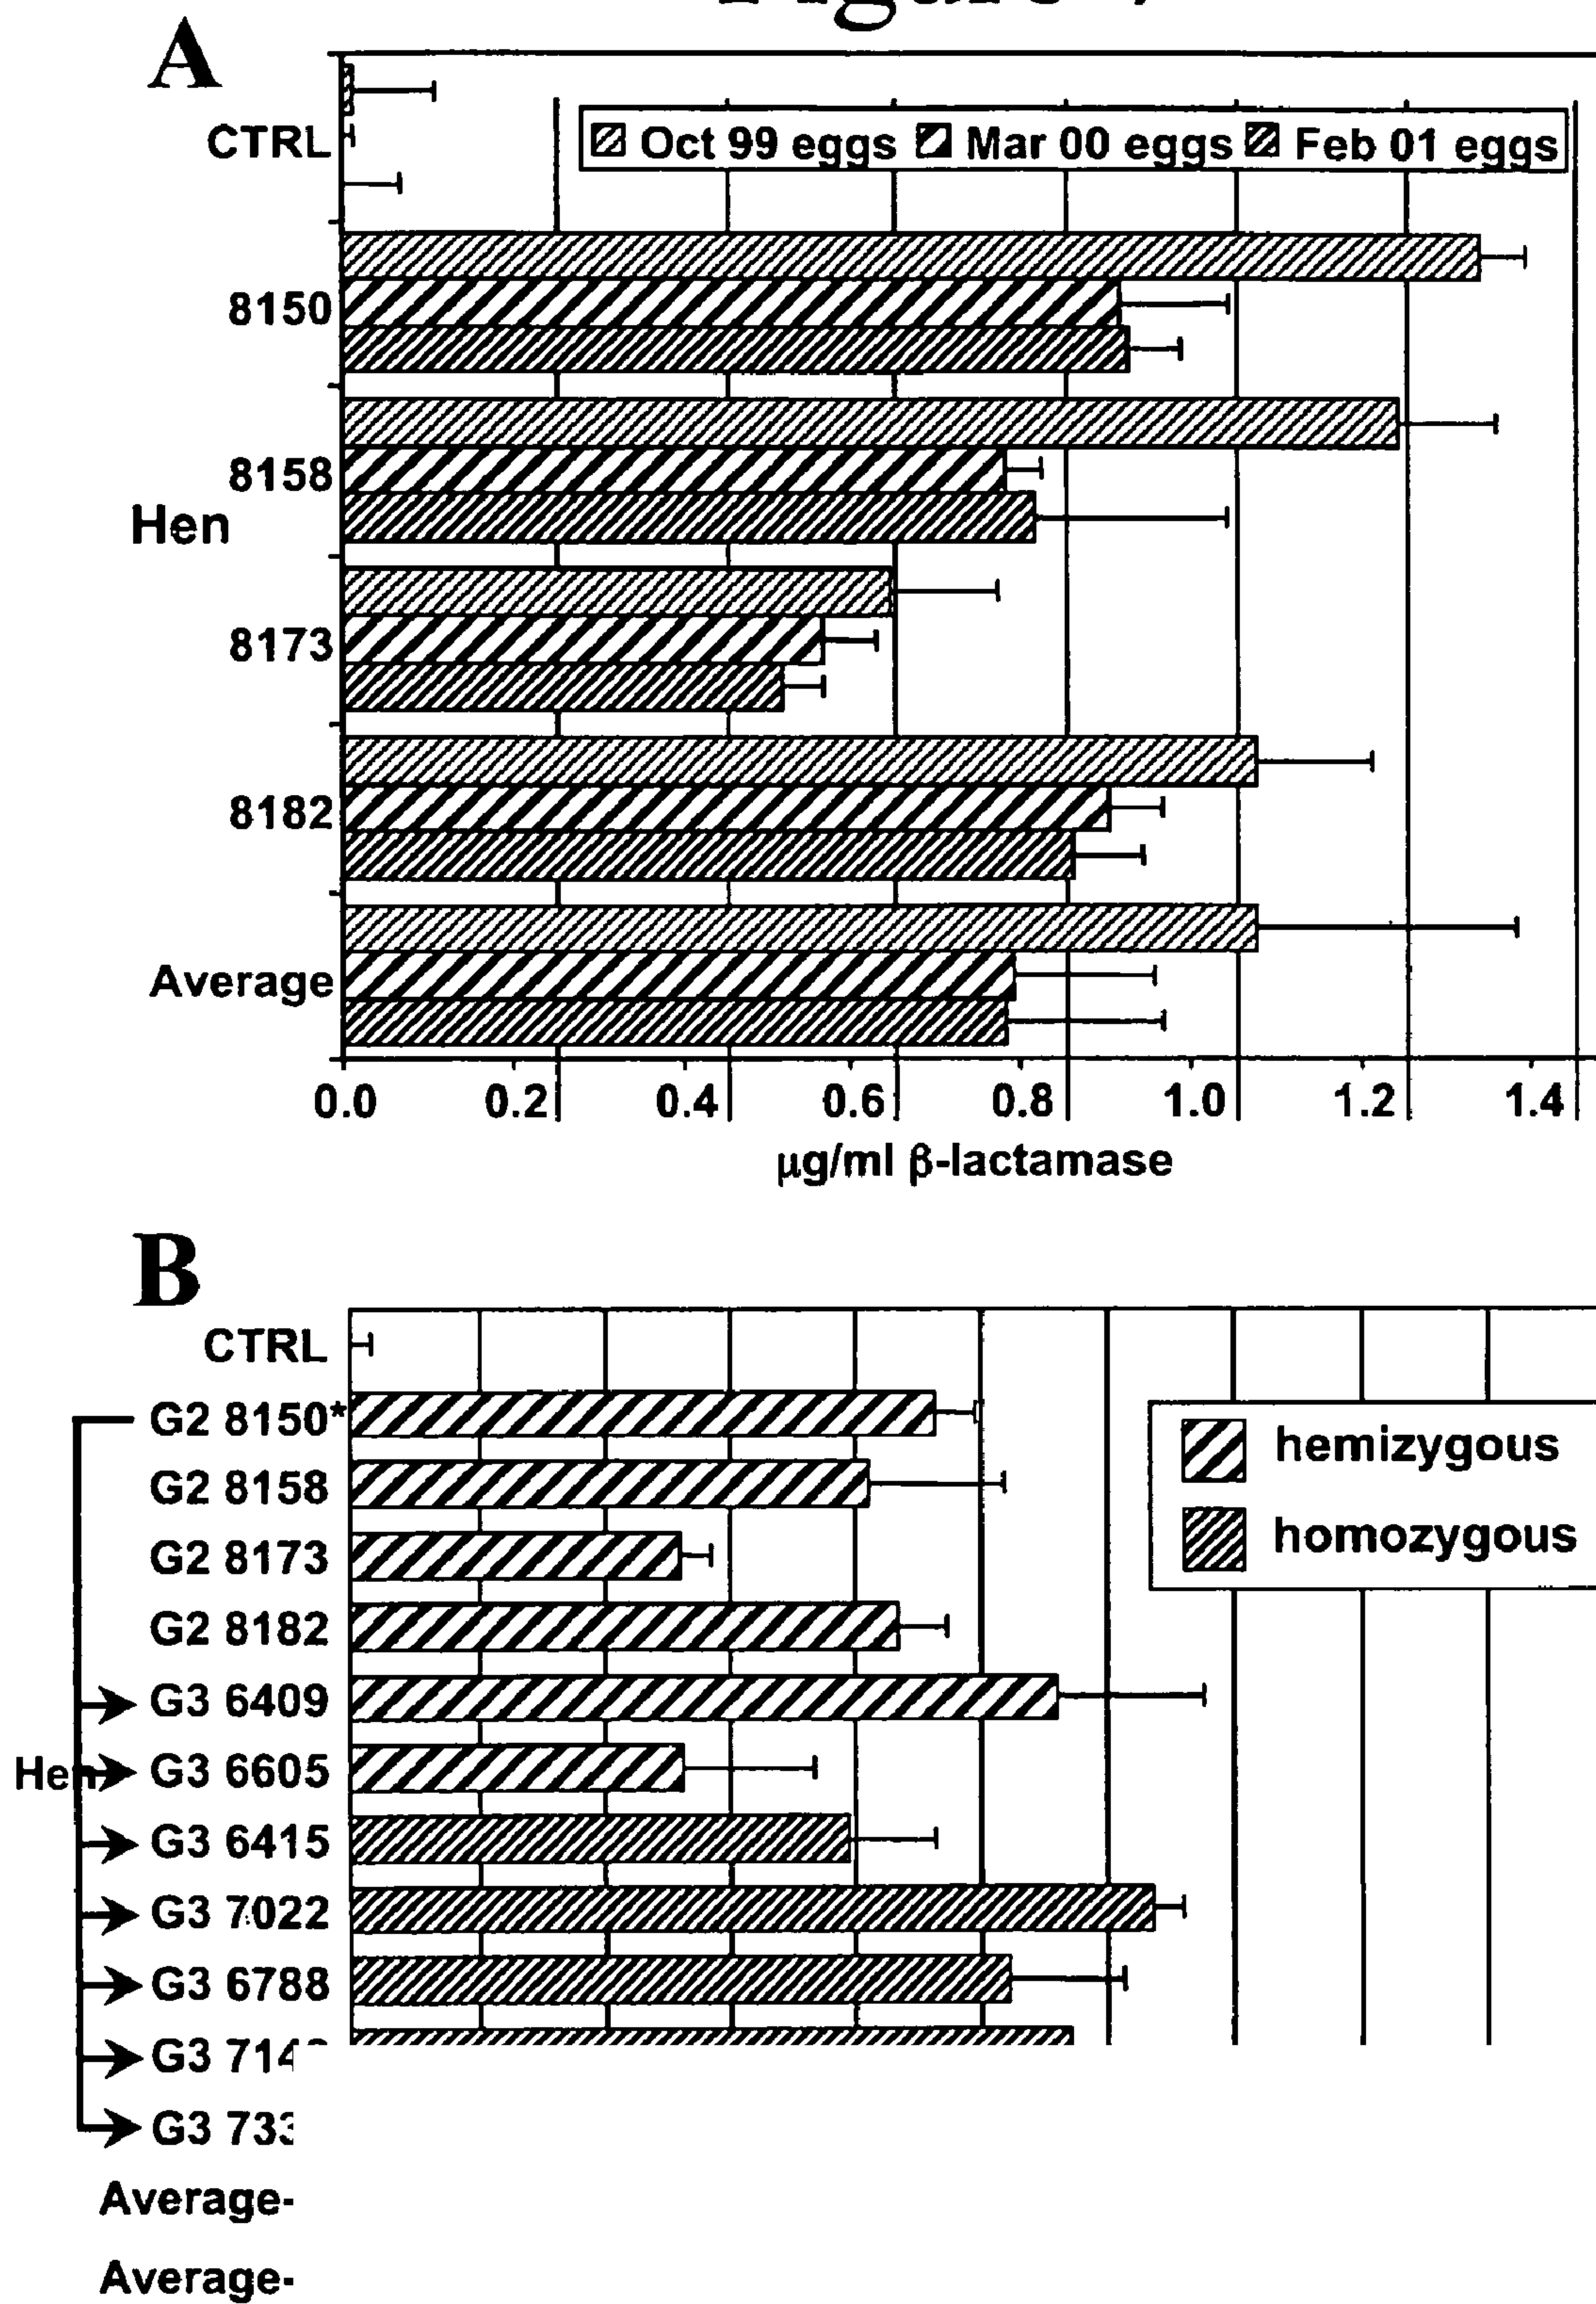 A
CTRL
Oct 99 eggs Mar 00 eggs Feb 01 eggs
8150
8158
Hen
8173
8182
Average
0.0 0.2 0.4 0.6 0.8 1.0 1.2 1.4
µg/ml β-lactamase
B
CTRL
G2 8150*
G2 8158
G2 8173
G2 8182
G3 6409
Hen
G3 6605
G3 6415
G3 7022
G3 6788
G3
G3
Average-
Average-
hemizygous
homozygous